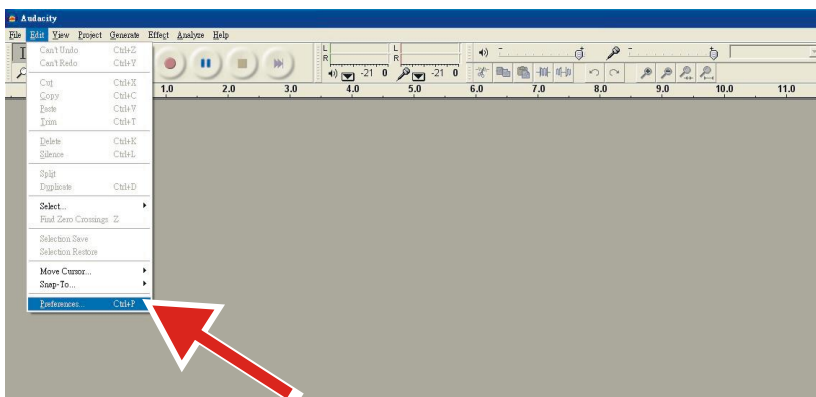 Audacity
File Edit View Project Generate Effect Analyze Help
Can't Undo Ctrl+Z
Can't Redo Ctrl+Y
Cut Ctrl+X
Copy Ctrl+C
Paste Ctrl+V
Trim Ctrl+T
Delete Ctrl+K
Silence Ctrl+L
Split
Duplicate Ctrl+D
Select...
Find Zero Crossings Z
Selection Save
Selection Restore
Move Cursor...
Snap-To...
Preferences... Ctrl+P
L
R
-21 0
L
R
-21 0
1.0 2.0 3.0 4.0 5.0 6.0 7.0 8.0 9.0 10.0 11.0